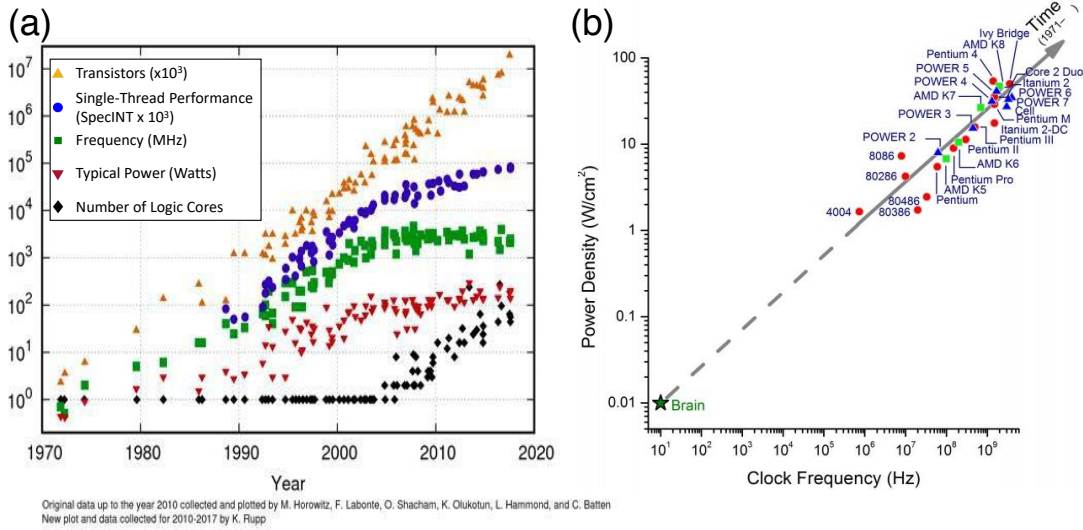 (a)
10⁷
10⁶
10⁵
10⁴
10³
10²
10¹
10⁰
Transistors (x10³)
Single-Thread Performance
(SpecINT x 10³)
Frequency (MHz)
Typical Power (Watts)
Number of Logic Cores
1970
1980
1990
2000
2010
2020
Year
Original data up to the year 2010 collected and plotted by M. Horowitz, F. Labonte, O. Shacham, K. Olukotun, L. Hammond, and C. Batten
New plot and data collected for 2010-2017 by K. Rupp
(b)
Power Density (W/cm²)
100
10
1
0.1
0.01
Time
(1971– )
Ivy Bridge
AMD K8
Pentium 4
Core 2 Duo
POWER 5
Itanium 2
POWER 4
POWER 6
AMD K7
POWER 7
Cell
POWER 3
Pentium M
Itanium 2-DC
Pentium III
POWER 2
Pentium II
8086
AMD K6
80286
Pentium Pro
AMD K5
80486
Pentium
4004
80386
Brain
10¹
10²
10³
10⁴
10⁵
10⁶
10⁷
10⁸
10⁹
Clock Frequency (Hz)